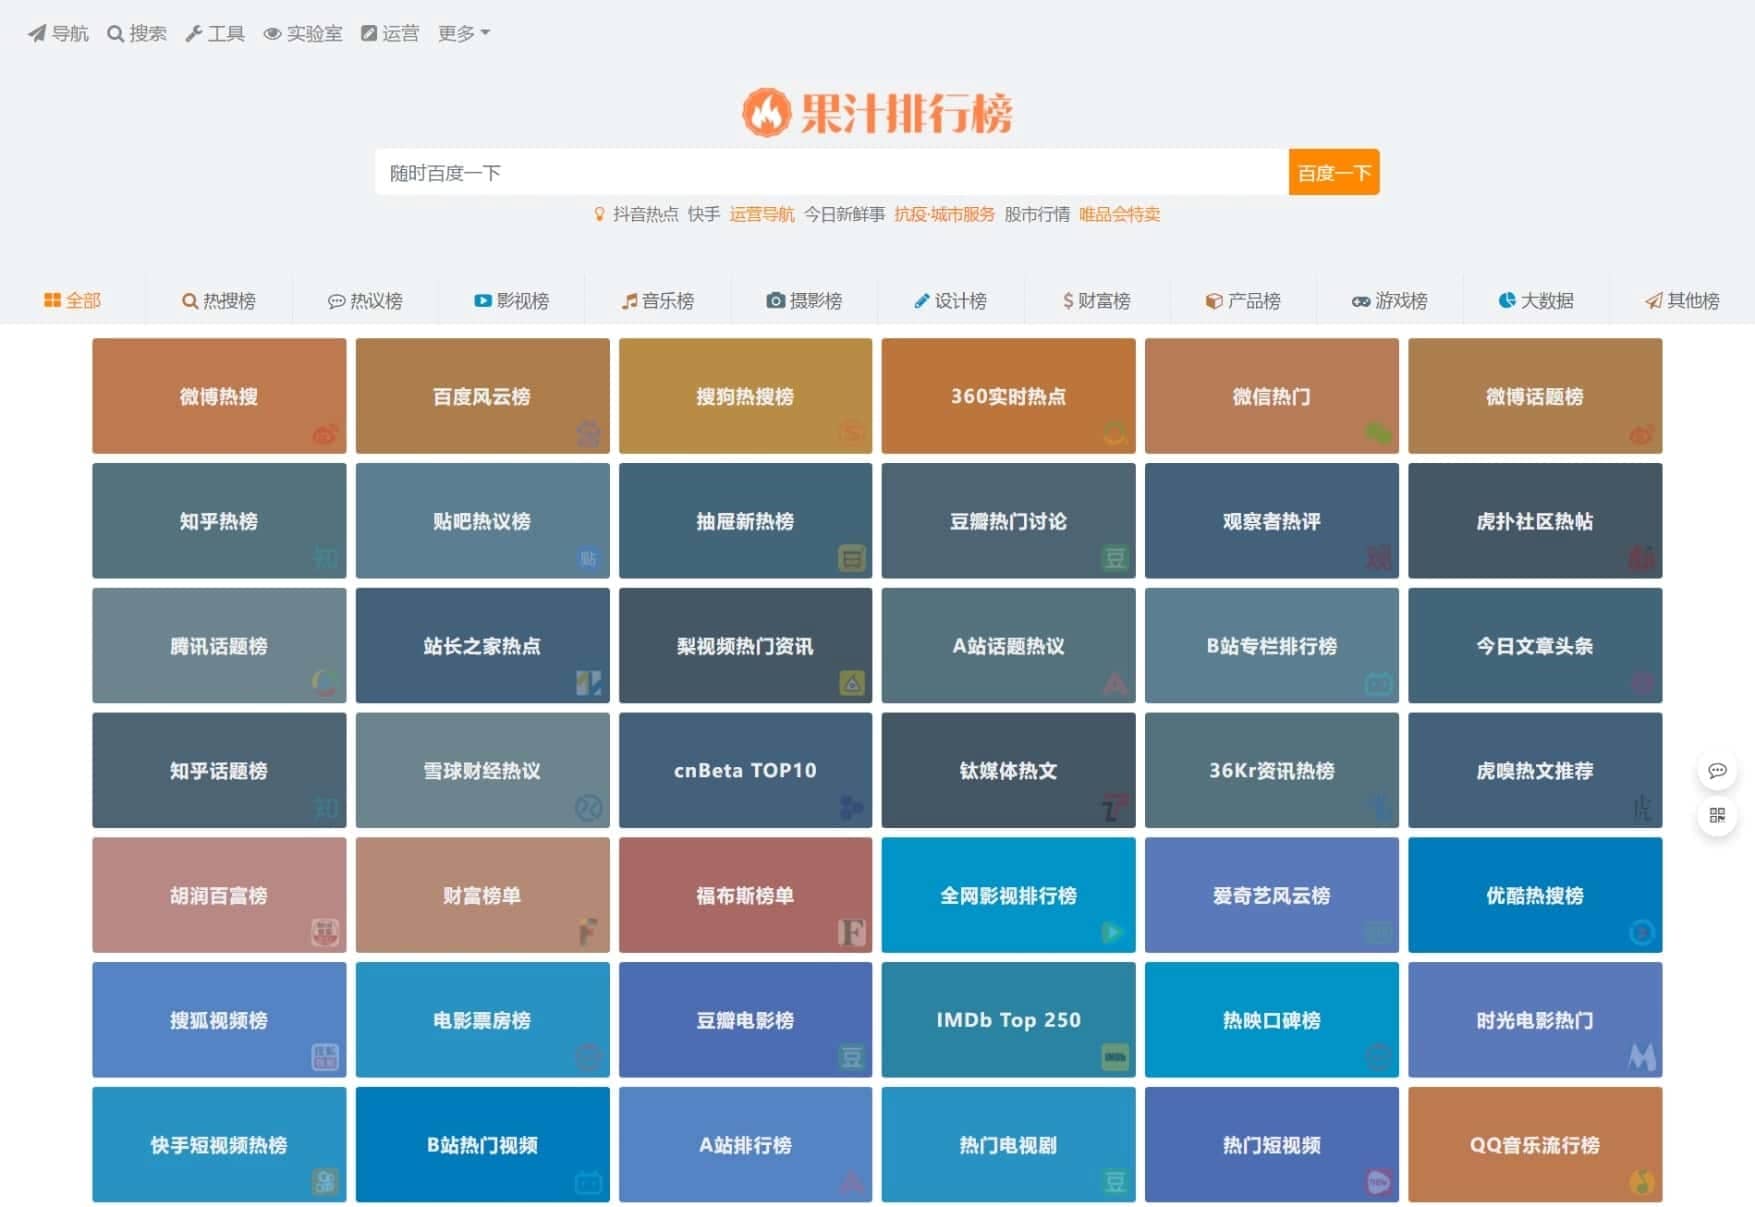 导航 搜索 工具 实验室 运营 更多
果汁排行榜
随时百度一下 百度一下
抖音热点 快手 运营导航 今日新鲜事 抗疫·城市服务 股市行情 唯品会特卖
全部 热搜榜 热议榜 影视榜 音乐榜 摄影榜 设计榜 财富榜 产品榜 游戏榜 大数据 其他榜
微博热搜 百度风云榜 搜狗热搜榜 360实时热点 微信热门 微博话题榜
知乎热榜 贴吧热议榜 抽屉新热榜 豆瓣热门讨论 观察者热评 虎扑社区热帖
知 贴 豆 观
腾讯话题榜 站长之家热点 梨视频热门资讯 A站话题热议 B站专栏排行榜 今日文章头条
知乎话题榜 雪球财经热议 cnBeta TOP10 钛媒体热文 36Kr资讯热榜 虎嗅热文推荐
知 虎
胡润百富榜 财富榜单 福布斯榜单 全网影视排行榜 爱奇艺风云榜 优酷热搜榜
F F
搜狐视频榜 电影票房榜 豆瓣电影榜 IMDb Top 250 热映口碑榜 时光电影热门
豆 IMDb
快手短视频热榜 B站热门视频 A站排行榜 热门电视剧 热门短视频 QQ音乐流行榜
豆